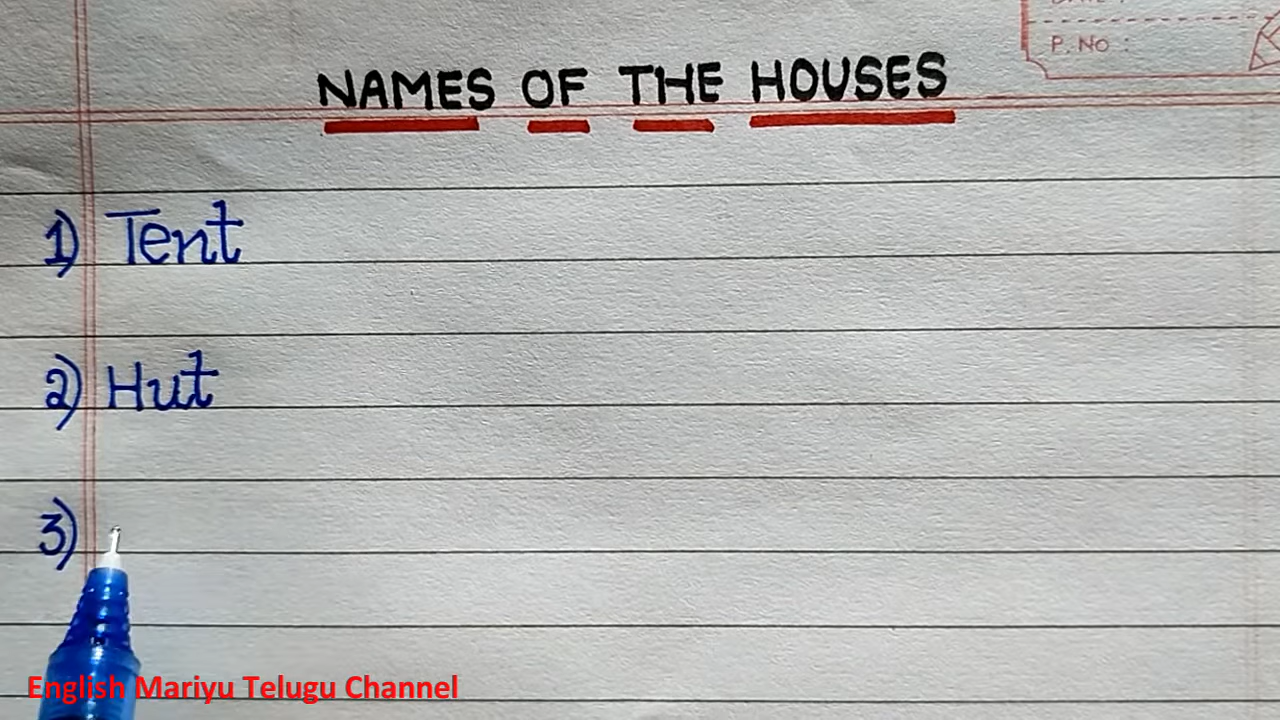 P. No :
NAMES OF THE HOUSES
1) Tent
2) Hut
3)
English Mariyu Telugu Channel